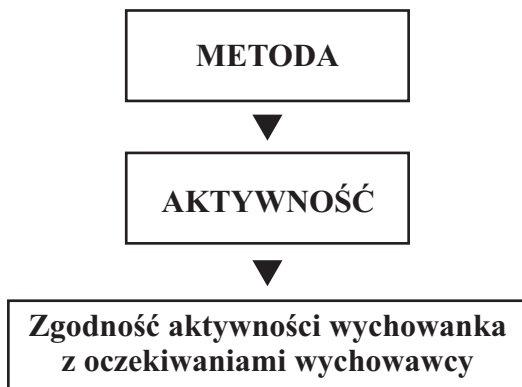 METODA
AKTYWNOŚĆ
Zgodność aktywności wychowanka
z oczekiwaniami wychowawcy